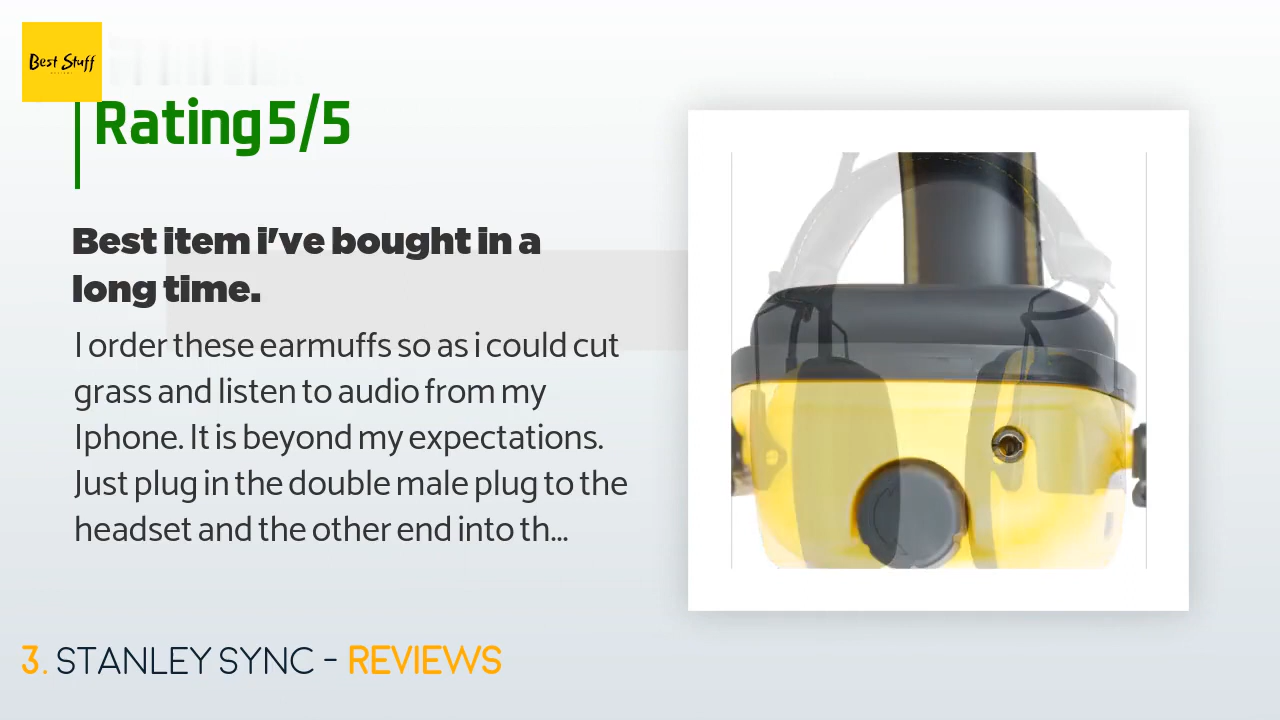 Best Stuff
Rating 5/5
Best item i've bought in a
long time.
I order these earmuffs so as i could cut
grass and listen to audio from my
Iphone. It is beyond my expectations.
Just plug in the double male plug to the
headset and the other end into th...
3. STANLEY SYNC - REVIEWS